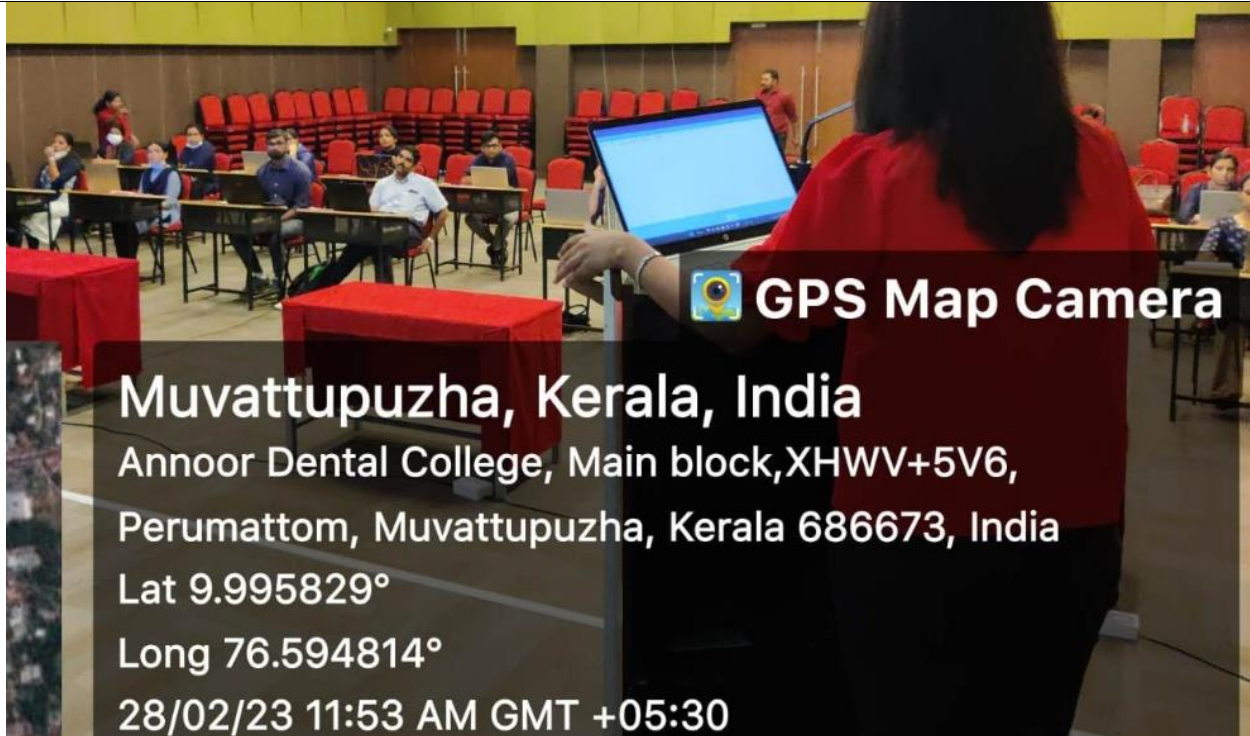 GPS Map Camera
Muvattupuzha, Kerala, India
Annoor Dental College, Main block,XHWV+5V6,
Perumattom, Muvattupuzha, Kerala 686673, India
Lat 9.995829°
Long 76.594814°
28/02/23 11:53 AM GMT +05:30